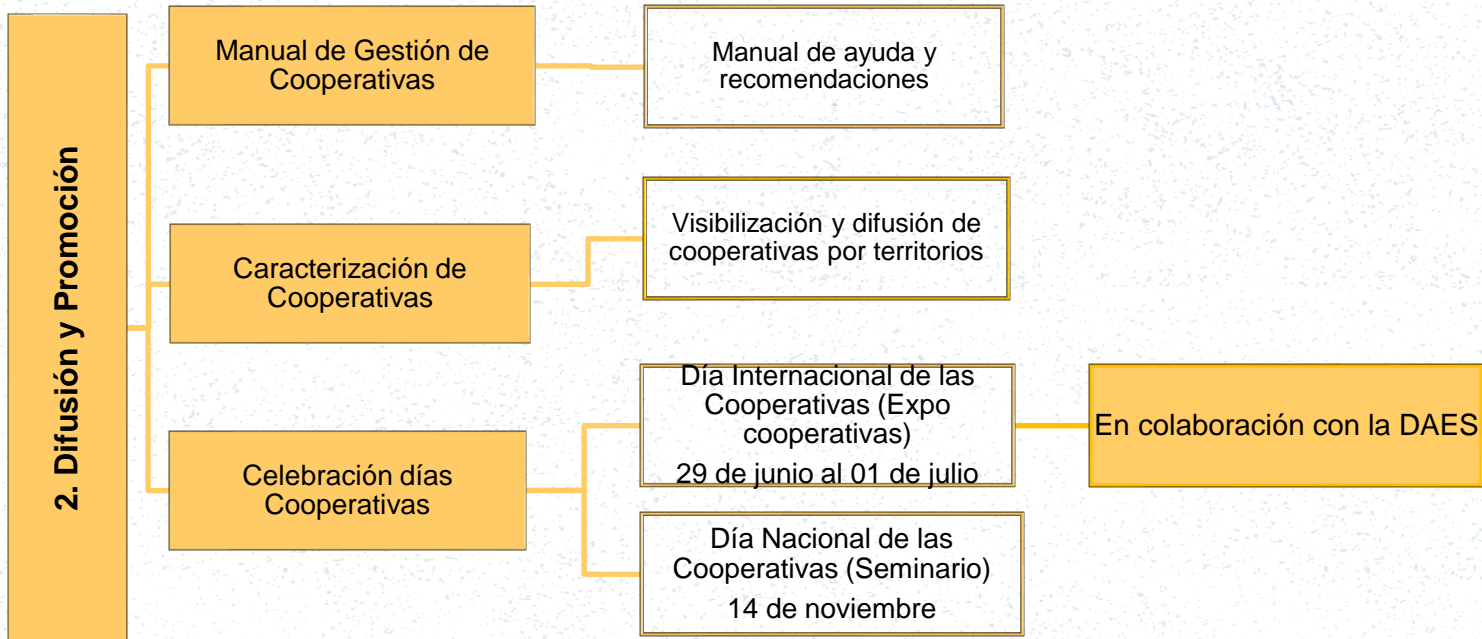 2. Difusión y Promoción
Manual de Gestión de
Cooperativas
Manual de ayuda y
recomendaciones
Caracterización de
Cooperativas
Visibilización y difusión de
cooperativas por territorios
Celebración días
Cooperativas
Día Internacional de las
Cooperativas (Expo
cooperativas)
29 de junio al 01 de julio
En colaboración con la DAES
Día Nacional de las
Cooperativas (Seminario)
14 de noviembre